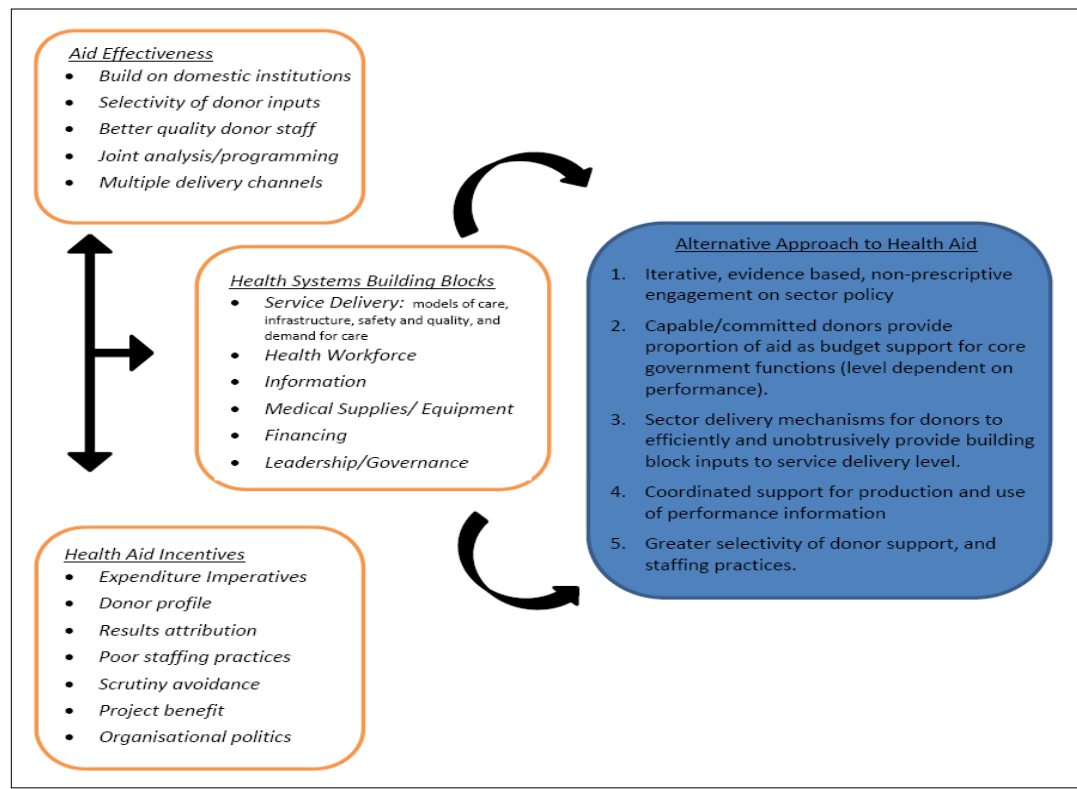 Aid Effectiveness
• Build on domestic institutions
• Selectivity of donor inputs
• Better quality donor staff
• Joint analysis/programming
• Multiple delivery channels
Health Systems Building Blocks
• Service Delivery: models of care,
infrastructure, safety and quality, and
demand for care
• Health Workforce
• Information
• Medical Supplies/ Equipment
• Financing
• Leadership/Governance
Health Aid Incentives
• Expenditure Imperatives
• Donor profile
• Results attribution
• Poor staffing practices
• Scrutiny avoidance
• Project benefit
• Organisational politics
Alternative Approach to Health Aid
1. Iterative, evidence based, non-prescriptive
engagement on sector policy
2. Capable/committed donors provide
proportion of aid as budget support for core
government functions (level dependent on
performance).
3. Sector delivery mechanisms for donors to
efficiently and unobtrusively provide building
block inputs to service delivery level.
4. Coordinated support for production and use
of performance information
5. Greater selectivity of donor support, and
staffing practices.